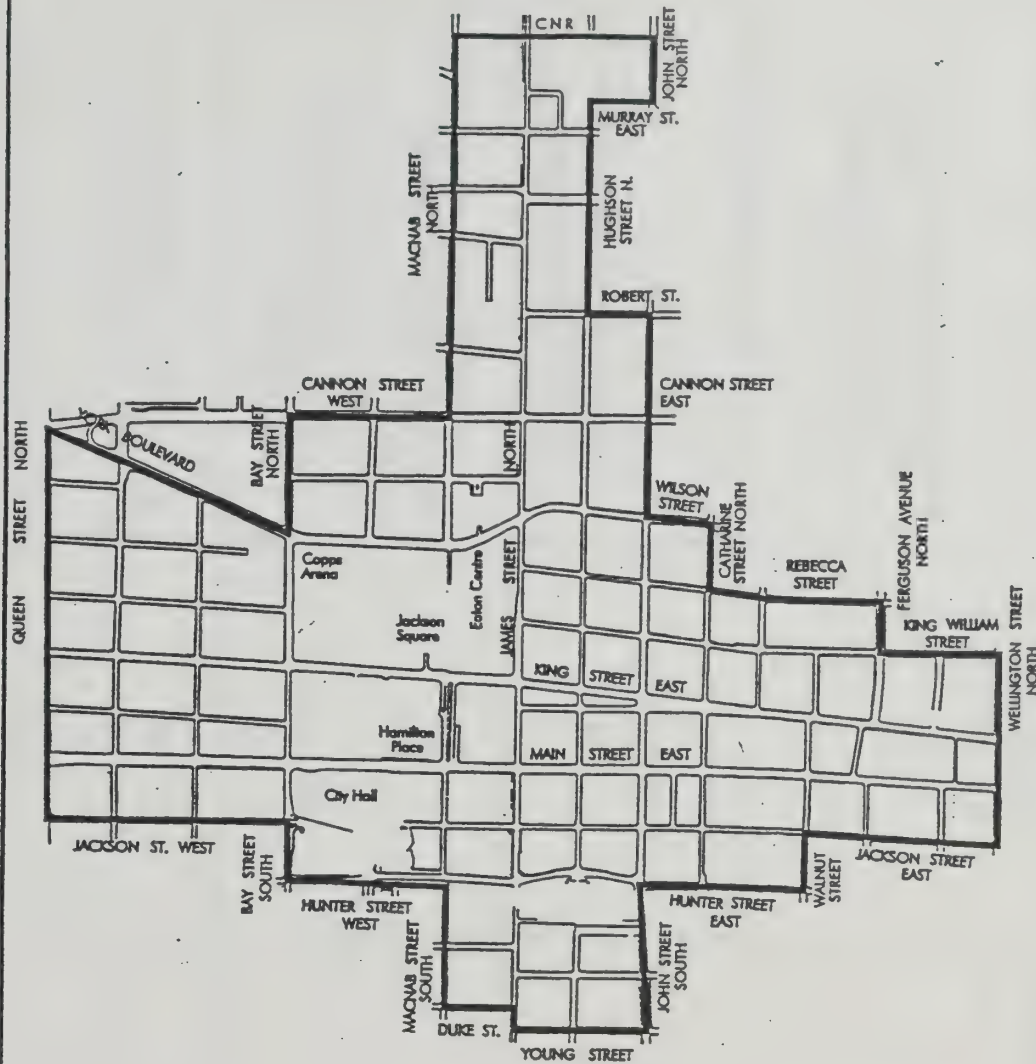 CNR
JOHN STREET
NORTH
MURRAY ST.
EAST
MACNAB STREET
NORTH
HUGHSON
STREET N.
ROBERT ST.
CANNON STREET
WEST
CANNON STREET
EAST
YORK BOULEVARD
BAY STREET
NORTH
QUEEN STREET NORTH
JAMES STREET NORTH
WILSON
STREET
CATHARINE
STREET NORTH
REBECCA
STREET
FERGUSON AVENUE
NORTH
KING WILLIAM
STREET
WELLINGTON STREET
NORTH
Copps
Arena
Eaton Centre
Jackson
Square
KING STREET EAST
Hamilton
Place
MAIN STREET EAST
City Hall
JACKSON ST. WEST
BAY STREET
SOUTH
HUNTER STREET
WEST
HUNTER STREET
EAST
WALNUT
STREET
JACKSON STREET
EAST
MACNAB STREET
SOUTH
JOHN STREET
SOUTH
DUKE ST.
YOUNG STREET